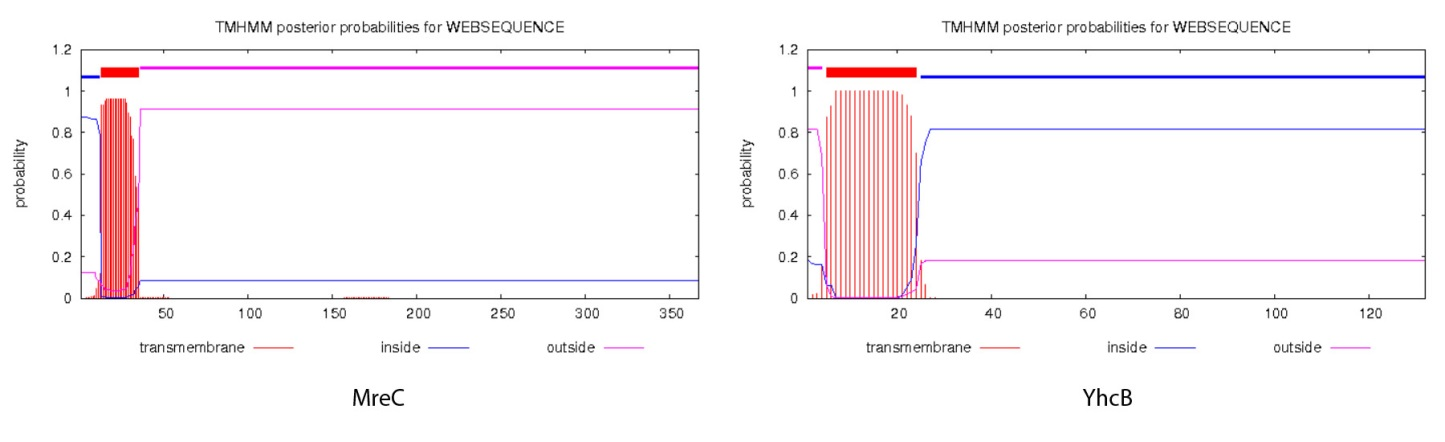 TMHMM posterior probabilities for WEBSEQUENCE
1.2
1
0.8
0.6
0.4
0.2
0
probability
50 100 150 200 250 300 350
transmembrane inside outside
MreC
TMHMM posterior probabilities for WEBSEQUENCE
1.2
1
0.8
0.6
0.4
0.2
0
probability
20 40 60 80 100 120
transmembrane inside outside
YhcB